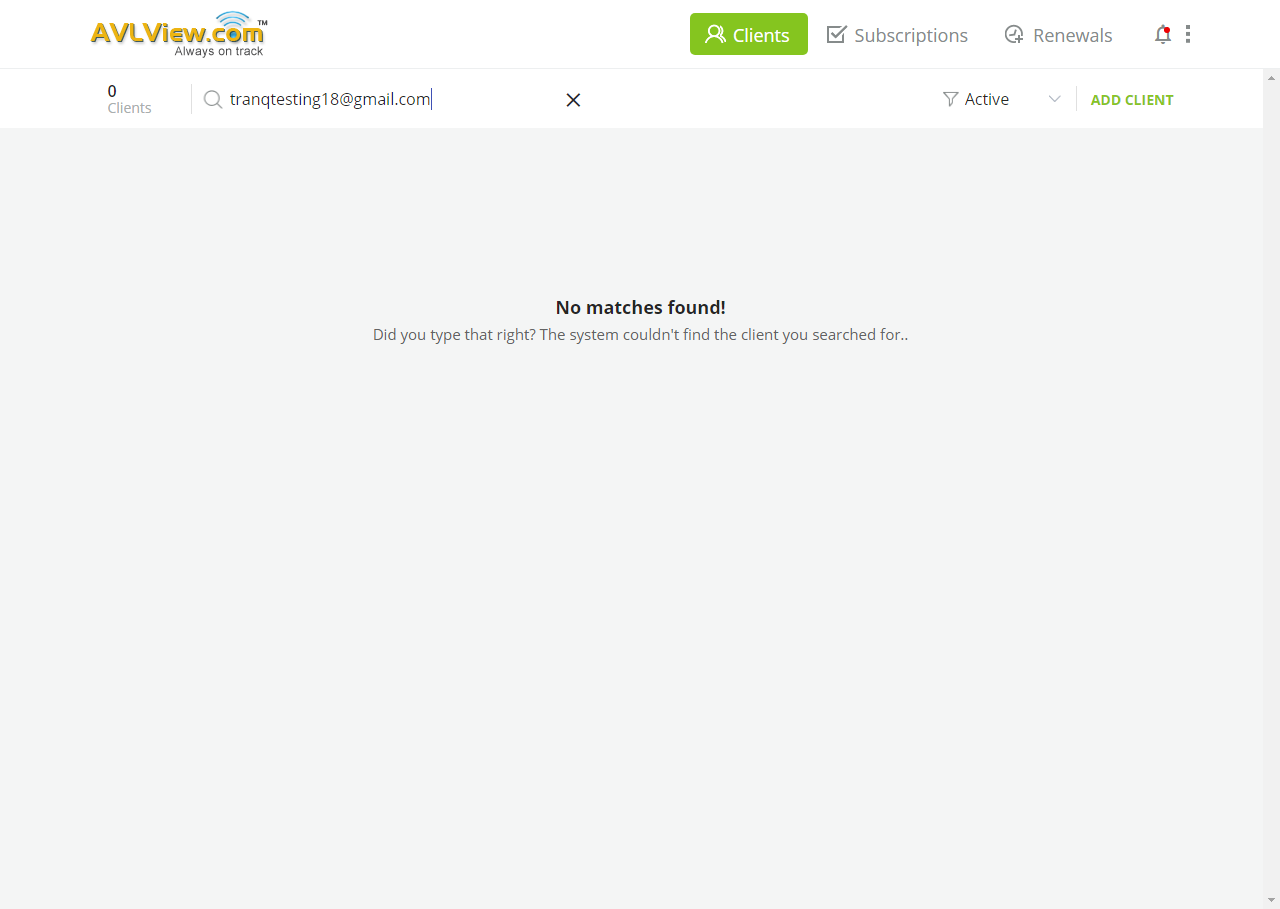 AVLView.com™
Always on track
Clients
Subscriptions
Renewals
0
Clients
tranqtesting18@gmail.com
Active
ADD CLIENT
No matches found!
Did you type that right? The system couldn't find the client you searched for..